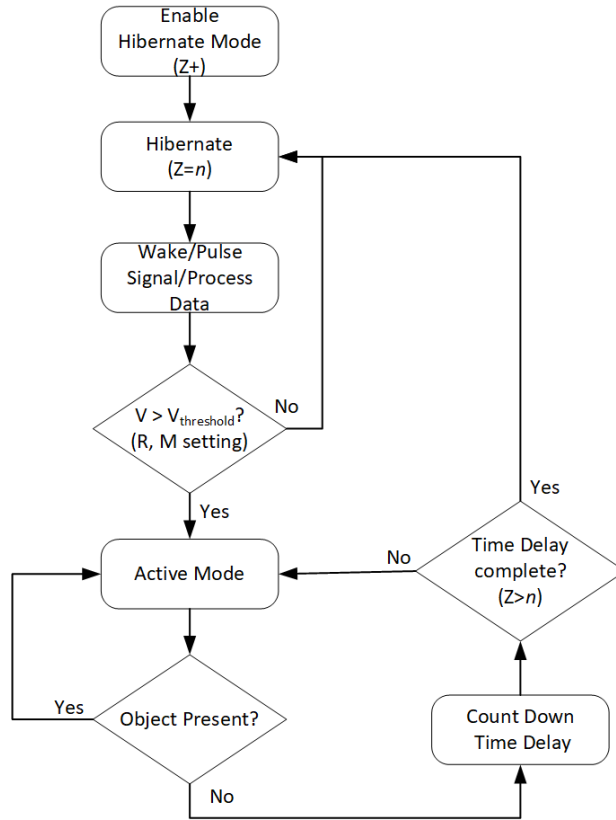 Enable
Hibernate Mode
(Z+)
Hibernate
(Z=n)
Wake/Pulse
Signal/Process
Data
V > Vthreshold?
(R, M setting)
No
Yes
Active Mode
No
Time Delay
complete?
(Z>n)
Yes
Object Present?
Yes
No
Count Down
Time Delay